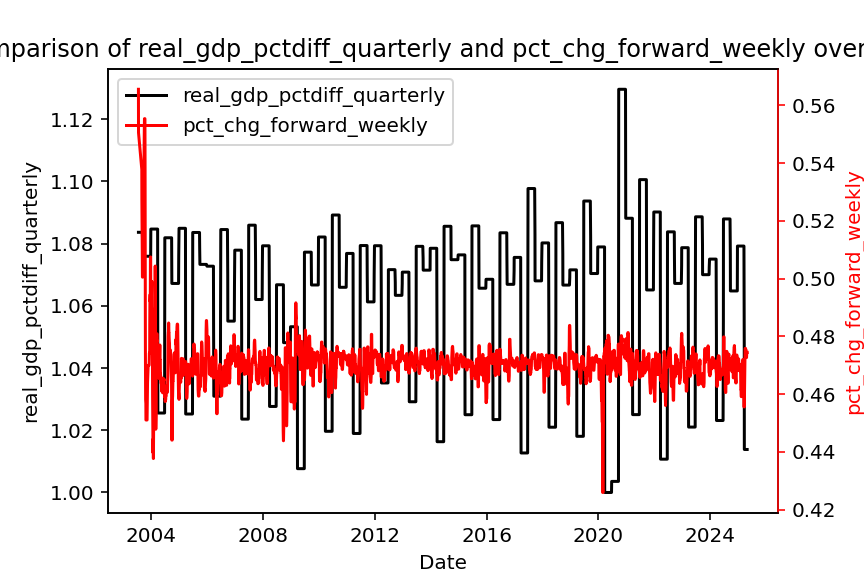 mparison of real_gdp_pctdiff_quarterly and pct_chg_forward_weekly over
real_gdp_pctdiff_quarterly
pct_chg_forward_weekly
real_gdp_pctdiff_quarterly
1.12
1.10
1.08
1.06
1.04
1.02
1.00
0.56
0.54
0.52
0.50
0.48
0.46
0.44
0.42
pct_chg_forward_weekly
2004 2008 2012 2016 2020 2024
Date